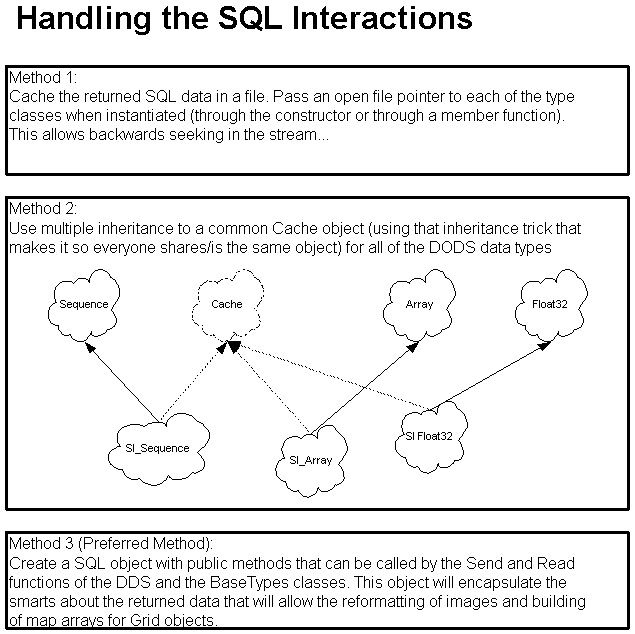 Handling the SQL Interactions
Method 1:
Cache the returned SQL data in a file. Pass an open file pointer to each of the type
classes when instantiated (through the constructor or through a member function).
This allows backwards seeking in the stream...
Method 2:
Use multiple inheritance to a common Cache object (using that inheritance trick that
makes it so everyone shares/is the same object) for all of the DODS data types
Sequence
Cache
Array
Float32
SI_Sequence
SI_Array
SI Float32
Method 3 (Preferred Method):
Create a SQL object with public methods that can be called by the Send and Read
functions of the DDS and the BaseTypes classes. This object will encapsulate the
smarts about the returned data that will allow the reformatting of images and building
of map arrays for Grid objects.